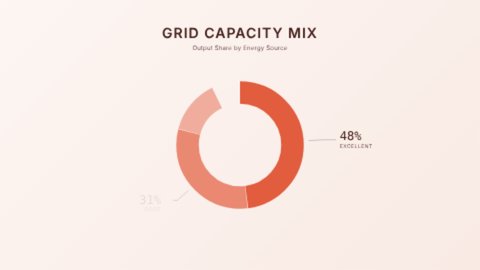 GRID CAPACITY MIX
Output Share by Energy Source
48%
EXCELLENT
31%